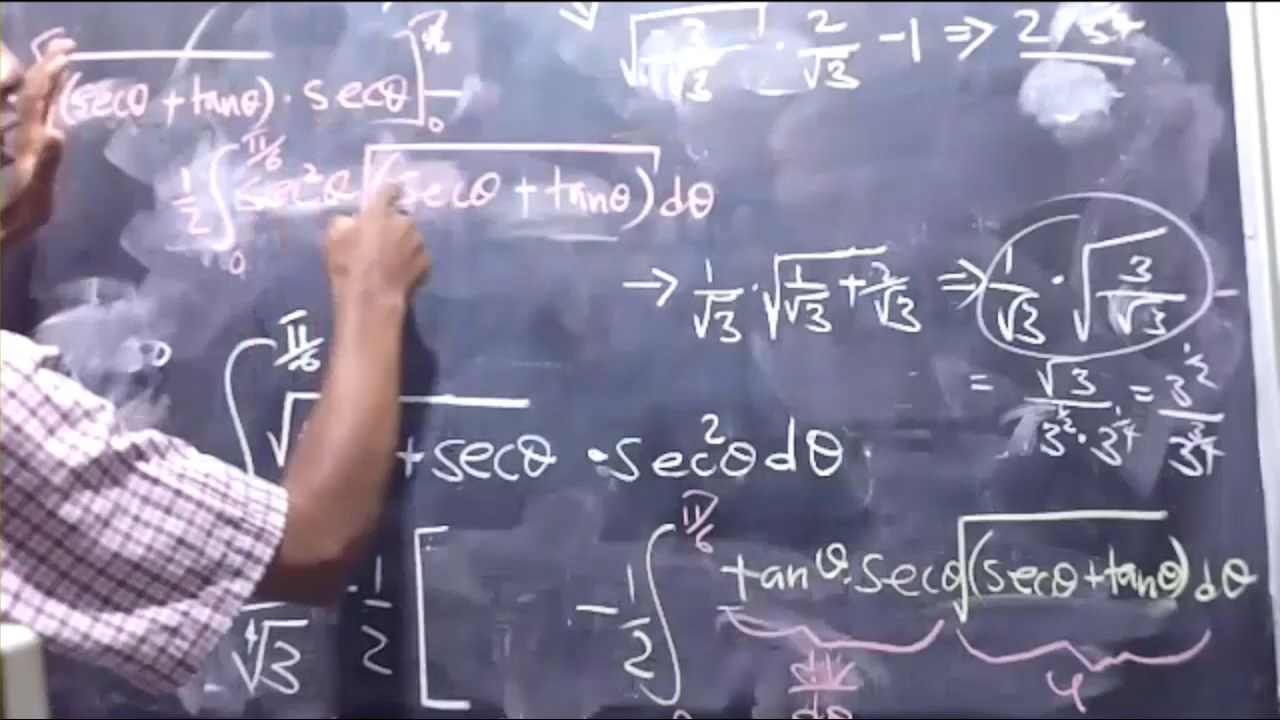 √(secθ + tanθ) · secθ]₀^π/6 −
√(3/√3) · 2/√3 − 1 ⇒
1/2 ∫₀^π/6 sec²θ √(secθ + tanθ) dθ
→ 1/√3 · √(1/√3 + 2/√3) ⇒ 1/√3 · √(3/√3)
= √3/(3^½ · 3^¼) = 3^½/3^¾
∫^π/6 √ + secθ · sec²θ dθ
∜3 · 1/2 [ − 1/2 ∫^π/6 tanθ · secθ √(secθ + tanθ) dθ
dV/dθ